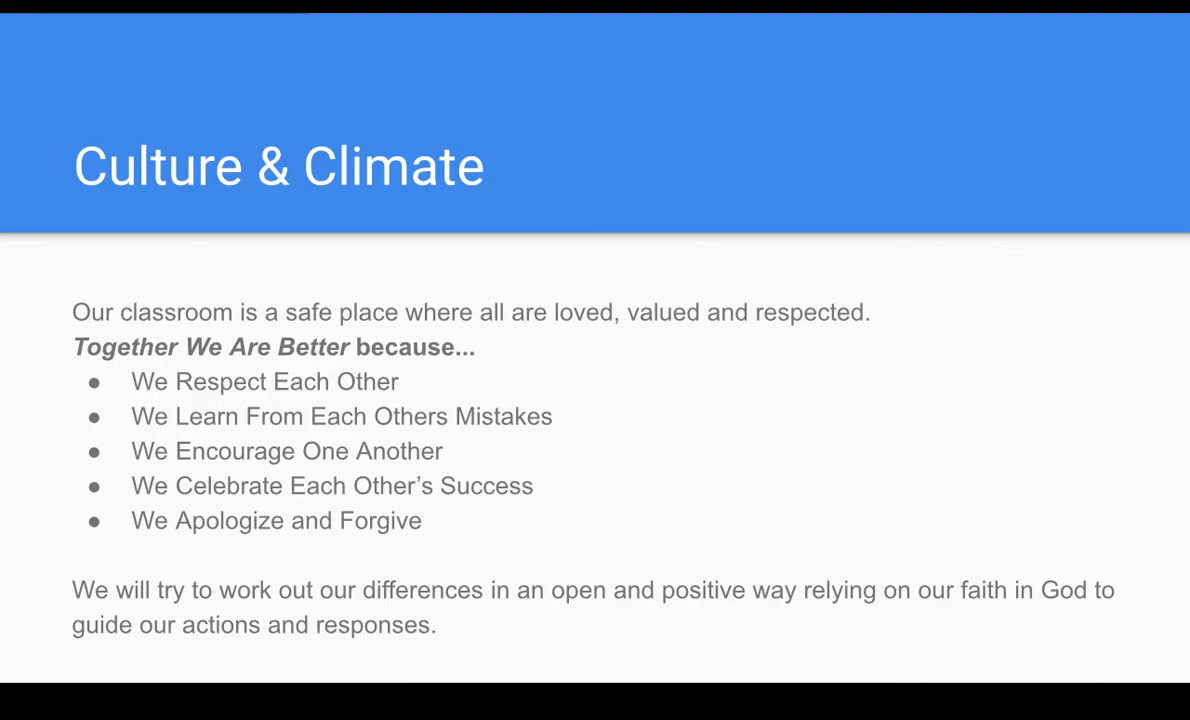 Culture & Climate
Our classroom is a safe place where all are loved, valued and respected.
Together We Are Better because...
● We Respect Each Other
● We Learn From Each Others Mistakes
● We Encourage One Another
● We Celebrate Each Other’s Success
● We Apologize and Forgive
We will try to work out our differences in an open and positive way relying on our faith in God to
guide our actions and responses.